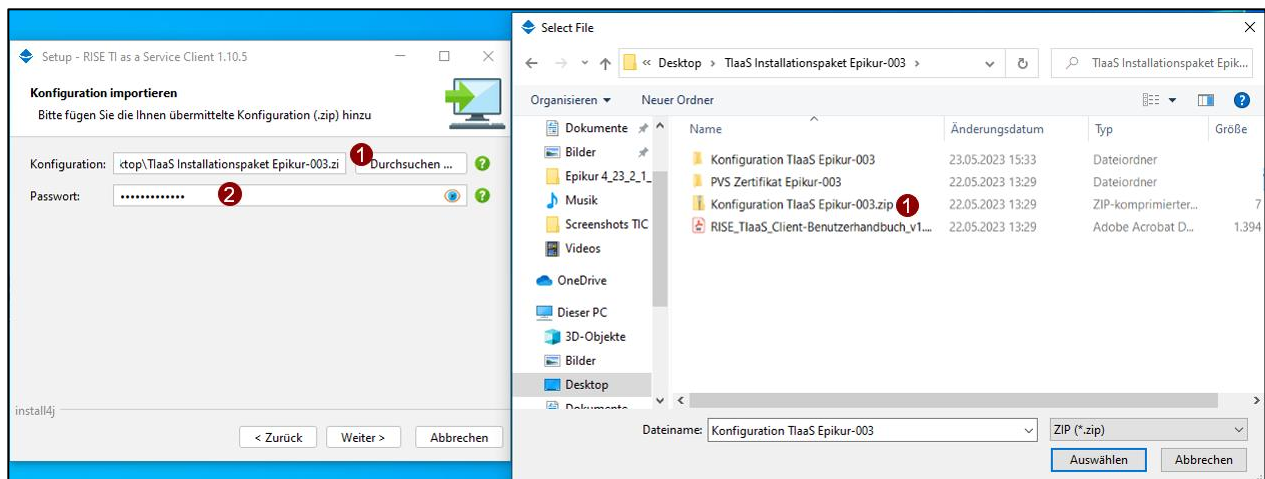 Setup - RISE TI as a Service Client 1.10.5
Konfiguration importieren
Bitte fügen Sie die Ihnen übermittelte Konfiguration (.zip) hinzu
Konfiguration: ktop\TIaaS Installationspaket Epikur-003.zi 1 Durchsuchen ... ?
Passwort: ••••••••••••• 2 ?
install4j
< Zurück Weiter > Abbrechen
Select File
« Desktop › TIaaS Installationspaket Epikur-003 › TIaaS Installationspaket Epik...
Organisieren Neuer Ordner ?
Dokumente
Bilder
Epikur 4_23_2_1_
Musik
Screenshots TIC
Videos
OneDrive
Dieser PC
3D-Objekte
Bilder
Desktop
Dokumente
Name Änderungsdatum Typ Größe
Konfiguration TIaaS Epikur-003 23.05.2023 15:33 Dateiordner
PVS Zertifikat Epikur-003 22.05.2023 13:29 Dateiordner
Konfiguration TIaaS Epikur-003.zip 1 22.05.2023 13:29 ZIP-komprimierter... 7
RISE_TIaaS_Client-Benutzerhandbuch_v1.... 22.05.2023 13:29 Adobe Acrobat D... 1.394
Dateiname: Konfiguration TIaaS Epikur-003 ZIP (*.zip)
Auswählen Abbrechen